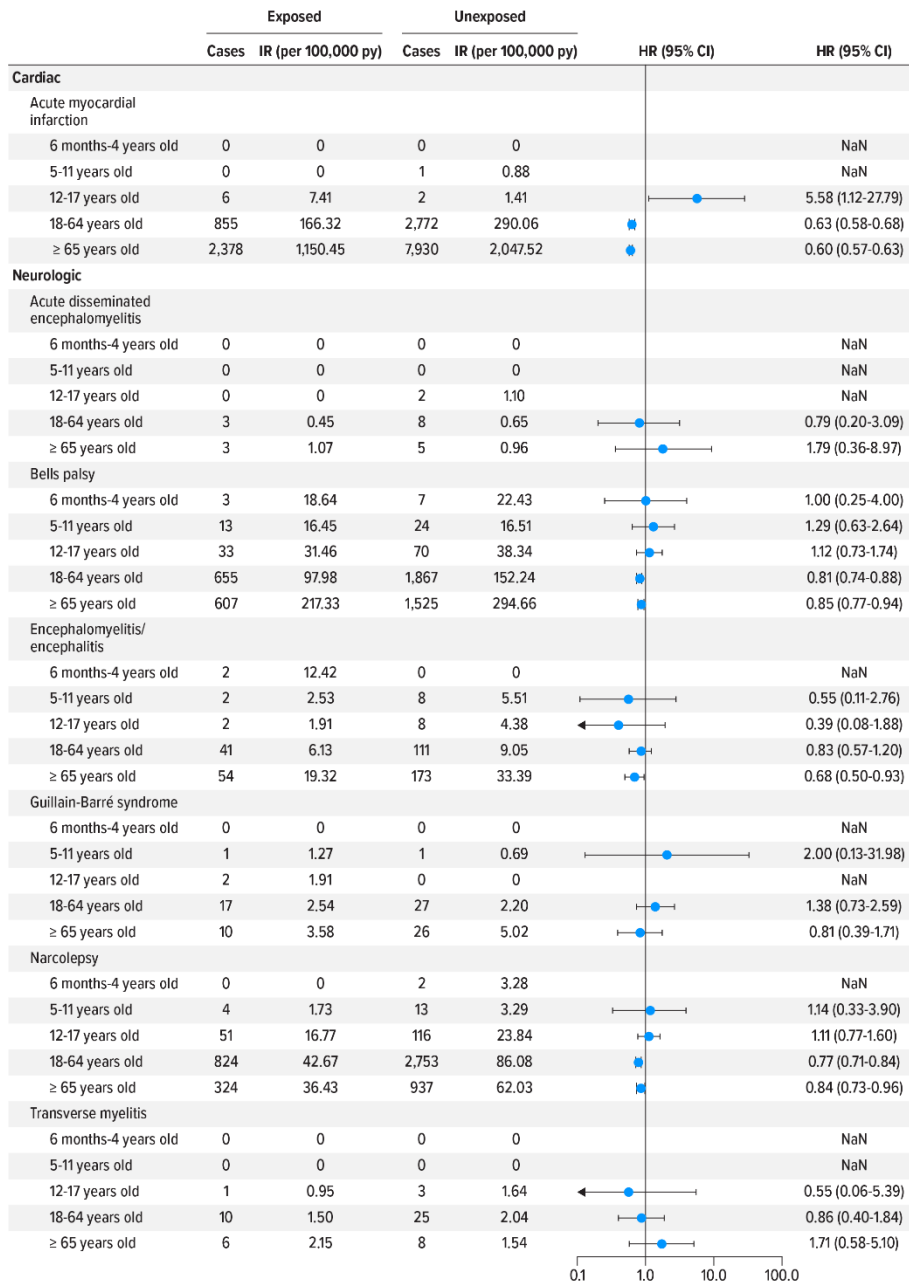 Exposed Unexposed
Cases IR (per 100,000 py) Cases IR (per 100,000 py) HR (95% CI) HR (95% CI)
Cardiac
Acute myocardial
infarction
6 months-4 years old 0 0 0 0 NaN
5-11 years old 0 0 1 0.88 NaN
12-17 years old 6 7.41 2 1.41 5.58 (1.12-27.79)
18-64 years old 855 166.32 2,772 290.06 0.63 (0.58-0.68)
≥ 65 years old 2,378 1,150.45 7,930 2,047.52 0.60 (0.57-0.63)
Neurologic
Acute disseminated
encephalomyelitis
6 months-4 years old 0 0 0 0 NaN
5-11 years old 0 0 0 0 NaN
12-17 years old 0 0 2 1.10 NaN
18-64 years old 3 0.45 8 0.65 0.79 (0.20-3.09)
≥ 65 years old 3 1.07 5 0.96 1.79 (0.36-8.97)
Bells palsy
6 months-4 years old 3 18.64 7 22.43 1.00 (0.25-4.00)
5-11 years old 13 16.45 24 16.51 1.29 (0.63-2.64)
12-17 years old 33 31.46 70 38.34 1.12 (0.73-1.74)
18-64 years old 655 97.98 1,867 152.24 0.81 (0.74-0.88)
≥ 65 years old 607 217.33 1,525 294.66 0.85 (0.77-0.94)
Encephalomyelitis/
encephalitis
6 months-4 years old 2 12.42 0 0 NaN
5-11 years old 2 2.53 8 5.51 0.55 (0.11-2.76)
12-17 years old 2 1.91 8 4.38 0.39 (0.08-1.88)
18-64 years old 41 6.13 111 9.05 0.83 (0.57-1.20)
≥ 65 years old 54 19.32 173 33.39 0.68 (0.50-0.93)
Guillain-Barré syndrome
6 months-4 years old 0 0 0 0 NaN
5-11 years old 1 1.27 1 0.69 2.00 (0.13-31.98)
12-17 years old 2 1.91 0 0 NaN
18-64 years old 17 2.54 27 2.20 1.38 (0.73-2.59)
≥ 65 years old 10 3.58 26 5.02 0.81 (0.39-1.71)
Narcolepsy
6 months-4 years old 0 0 2 3.28 NaN
5-11 years old 4 1.73 13 3.29 1.14 (0.33-3.90)
12-17 years old 51 16.77 116 23.84 1.11 (0.77-1.60)
18-64 years old 824 42.67 2,753 86.08 0.77 (0.71-0.84)
≥ 65 years old 324 36.43 937 62.03 0.84 (0.73-0.96)
Transverse myelitis
6 months-4 years old 0 0 0 0 NaN
5-11 years old 0 0 0 0 NaN
12-17 years old 1 0.95 3 1.64 0.55 (0.06-5.39)
18-64 years old 10 1.50 25 2.04 0.86 (0.40-1.84)
≥ 65 years old 6 2.15 8 1.54 1.71 (0.58-5.10)
0.1 1.0 10.0 100.0